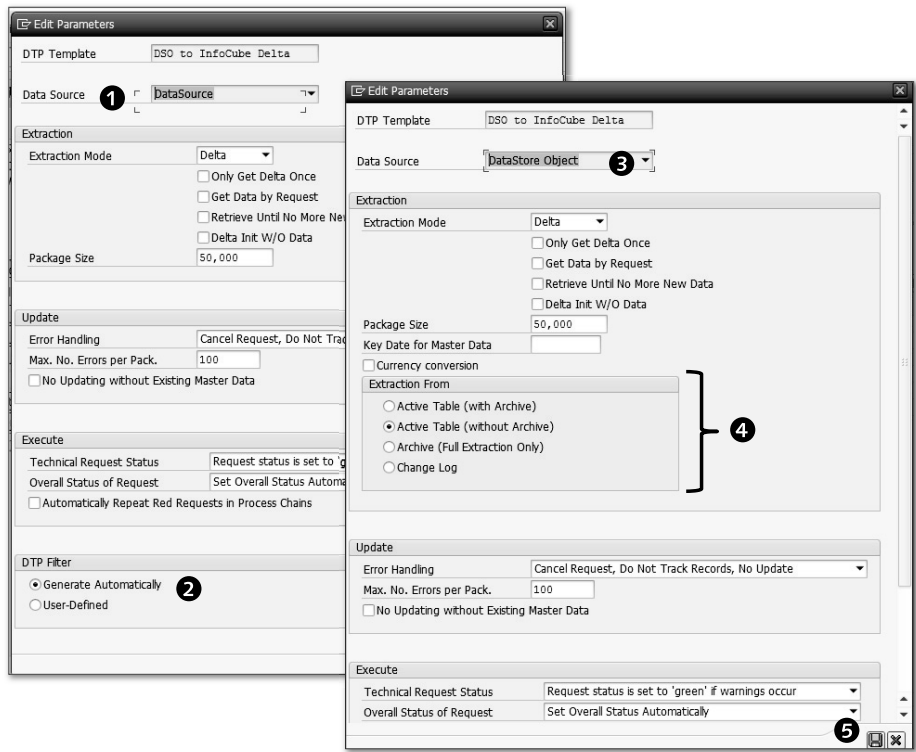 Edit Parameters
DTP Template DSO to InfoCube Delta
Data Source 1 DataSource
Extraction
Extraction Mode Delta
Only Get Delta Once
Get Data by Request
Retrieve Until No More New
Delta Init W/O Data
Package Size 50,000
Update
Error Handling Cancel Request, Do Not Trac
Max. No. Errors per Pack. 100
No Updating without Existing Master Data
Execute
Technical Request Status Request status is set to 'g
Overall Status of Request Set Overall Status Automa
Automatically Repeat Red Requests in Process Chains
DTP Filter
Generate Automatically 2
User-Defined
Edit Parameters
DTP Template DSO to InfoCube Delta
Data Source DataStore Object 3
Extraction
Extraction Mode Delta
Only Get Delta Once
Get Data by Request
Retrieve Until No More New Data
Delta Init W/O Data
Package Size 50,000
Key Date for Master Data
Currency conversion
Extraction From
Active Table (with Archive)
Active Table (without Archive)
4
Archive (Full Extraction Only)
Change Log
Update
Error Handling Cancel Request, Do Not Track Records, No Update
Max. No. Errors per Pack. 100
No Updating without Existing Master Data
Execute
Technical Request Status Request status is set to 'green' if warnings occur
Overall Status of Request Set Overall Status Automatically
5